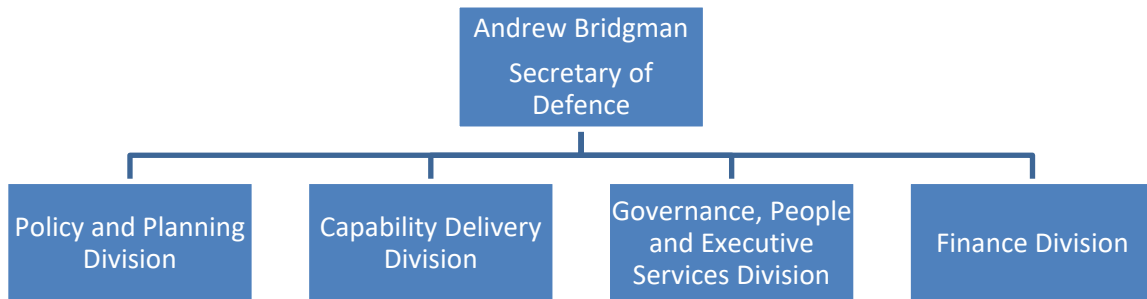 Andrew Bridgman
Secretary of
Defence
Policy and Planning
Division
Capability Delivery
Division
Governance, People
and Executive
Services Division
Finance Division